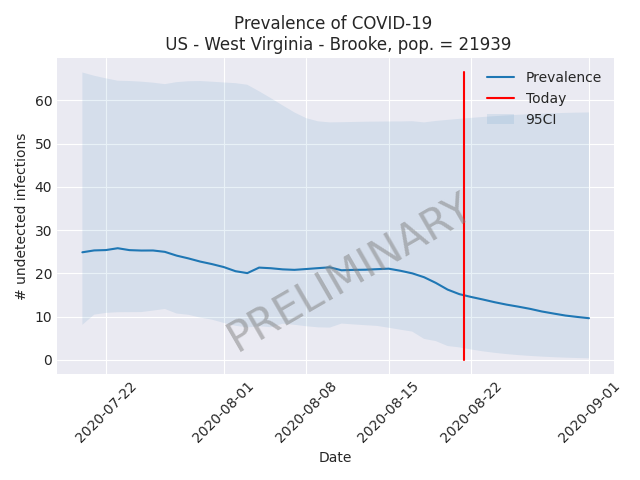 Prevalence of COVID-19
US - West Virginia - Brooke, pop. = 21939
Prevalence
Today
95CI
60
50
40
30
20
10
0
# undetected infections
PRELIMINARY
2020-07-22
2020-08-01
2020-08-08
2020-08-15
2020-08-22
2020-09-01
Date